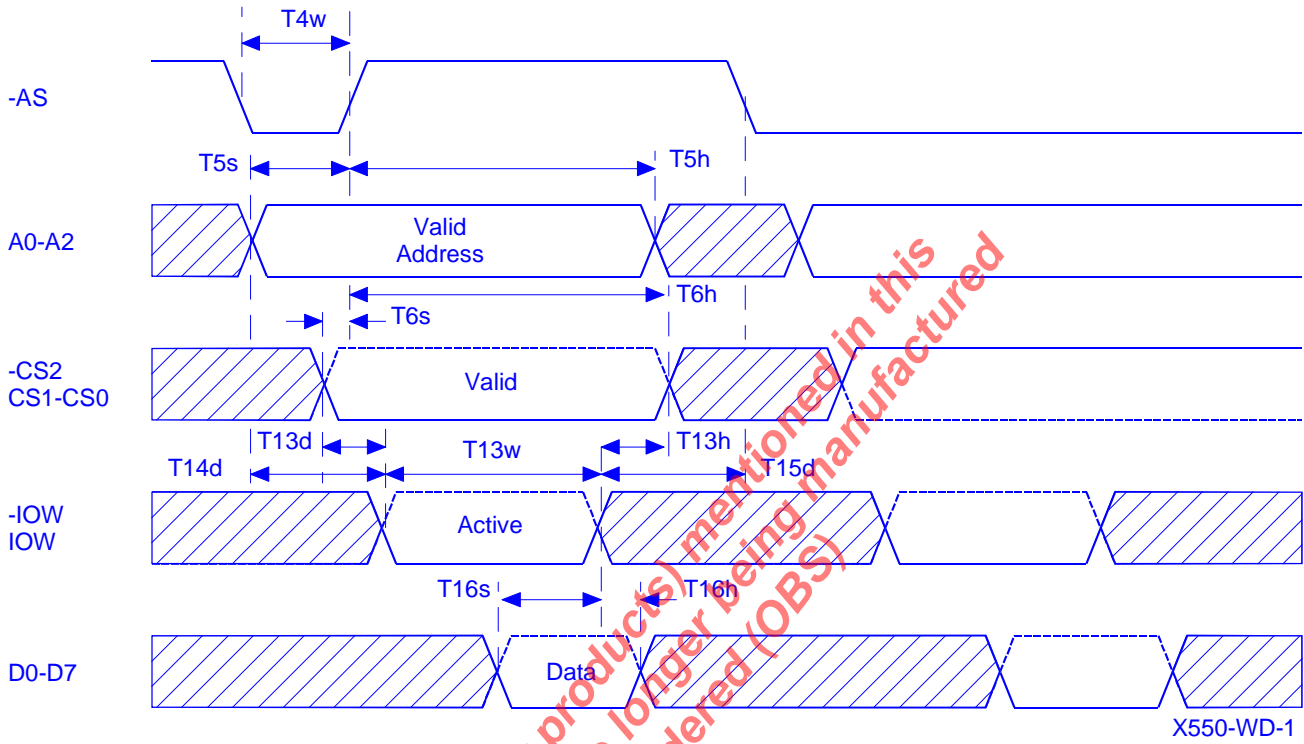 T4w
-AS
T5s
T5h
A0-A2
Valid
Address
T6h
T6s
-CS2
CS1-CS0
Valid
T13d
T13w
T13h
T14d
T15d
-IOW
IOW
Active
T16s
T16h
D0-D7
Data
X550-WD-1
products) mentioned in this
longer being manufactured
dered (OBS)